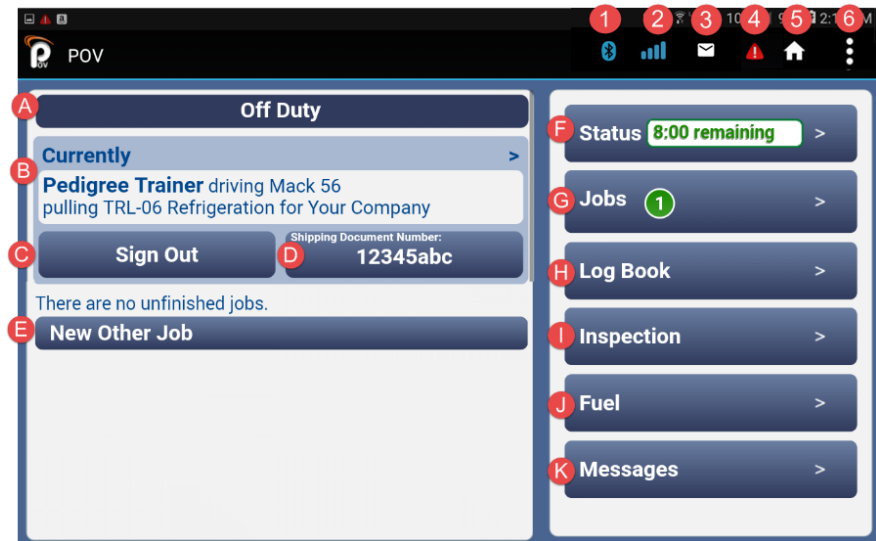 1 2 3 4 5 6
POV POV
A Off Duty
B Currently >
Pedigree Trainer driving Mack 56
pulling TRL-06 Refrigeration for Your Company
C Sign Out
D Shipping Document Number:
12345abc
There are no unfinished jobs.
E New Other Job
F Status 8:00 remaining >
G Jobs 1 >
H Log Book >
I Inspection >
J Fuel >
K Messages >